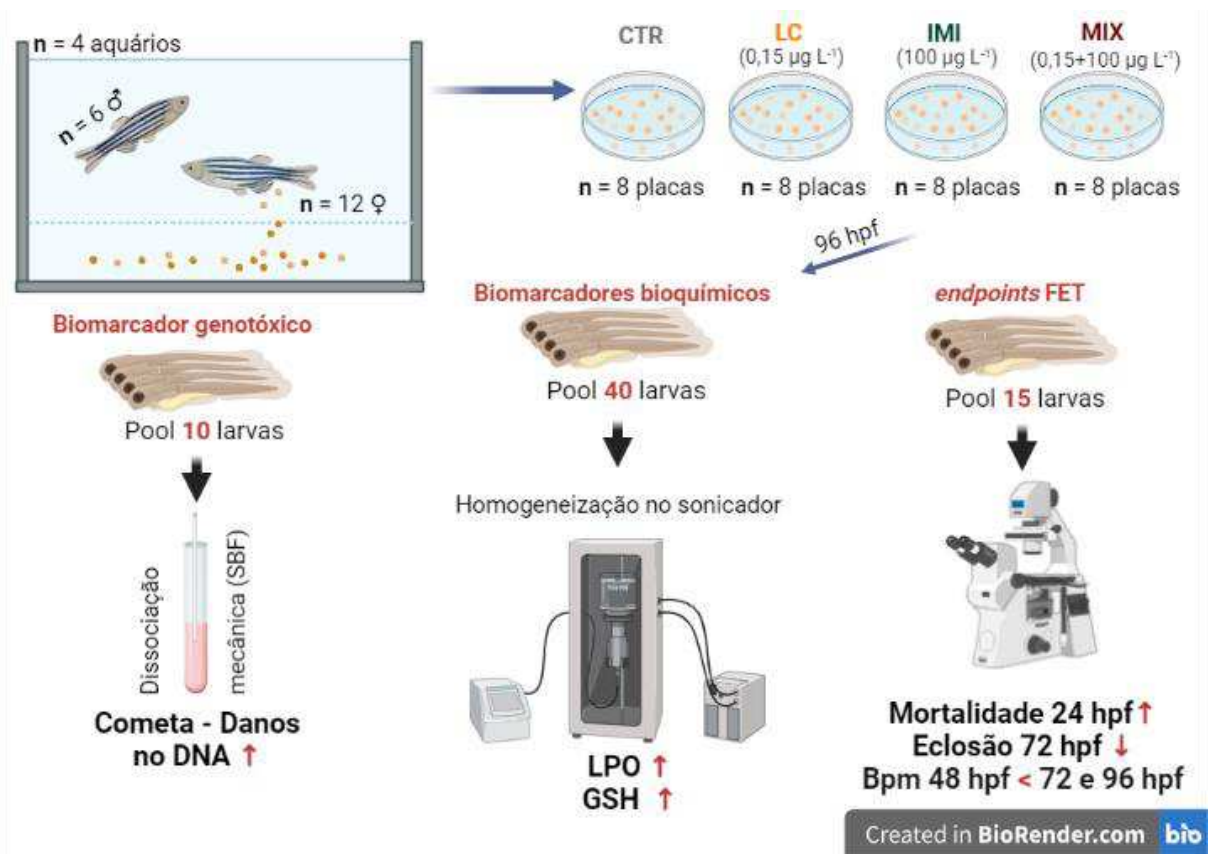 n = 4 aquários
n = 6 ♂
n = 12 ♀
CTR
LC
(0,15 µg L⁻¹)
IMI
(100 µg L⁻¹)
MIX
(0,15+100 µg L⁻¹)
n = 8 placas
n = 8 placas
n = 8 placas
n = 8 placas
96 hpf
Biomarcador genotóxico
Pool 10 larvas
Dissociação
mecânica (SBF)
Cometa - Danos
no DNA ↑
Biomarcadores bioquímicos
Pool 40 larvas
Homogeneização no sonicador
LPO ↑
GSH ↑
endpoints FET
Pool 15 larvas
Mortalidade 24 hpf ↑
Eclosão 72 hpf ↓
Bpm 48 hpf < 72 e 96 hpf
Created in BioRender.com bio